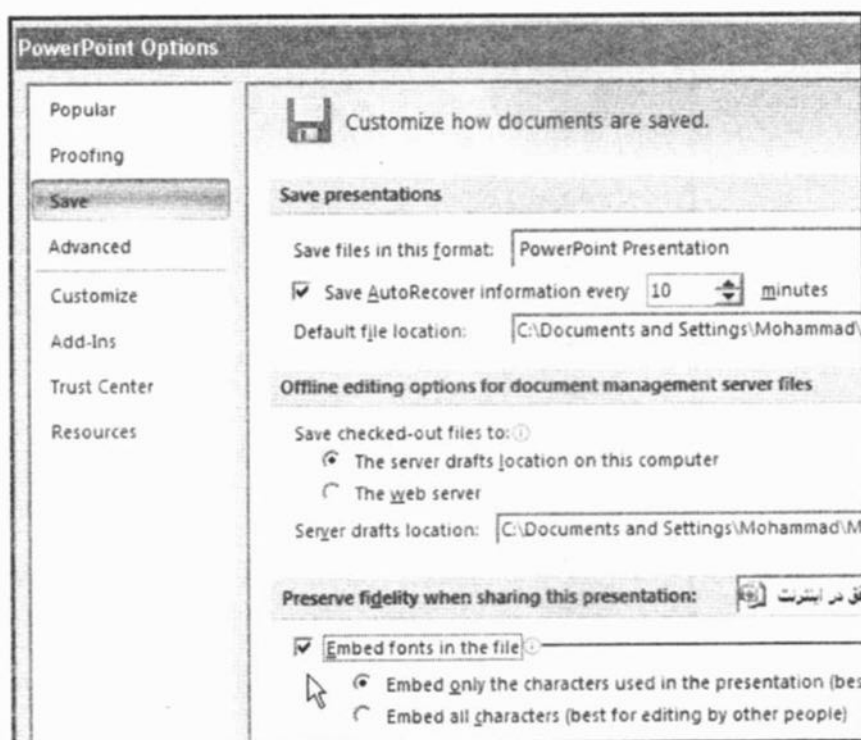 PowerPoint Options
Popular
Proofing
Save
Advanced
Customize
Add-Ins
Trust Center
Resources
Customize how documents are saved.
Save presentations
Save files in this format: PowerPoint Presentation
Save AutoRecover information every 10 minutes
Default file location: C:\Documents and Settings\Mohammad\
Offline editing options for document management server files
Save checked-out files to:
The server drafts location on this computer
The web server
Server drafts location: C:\Documents and Settings\Mohammad\M
Preserve fidelity when sharing this presentation: در اینترنت
Embed fonts in the file
Embed only the characters used in the presentation (bes
Embed all characters (best for editing by other people)